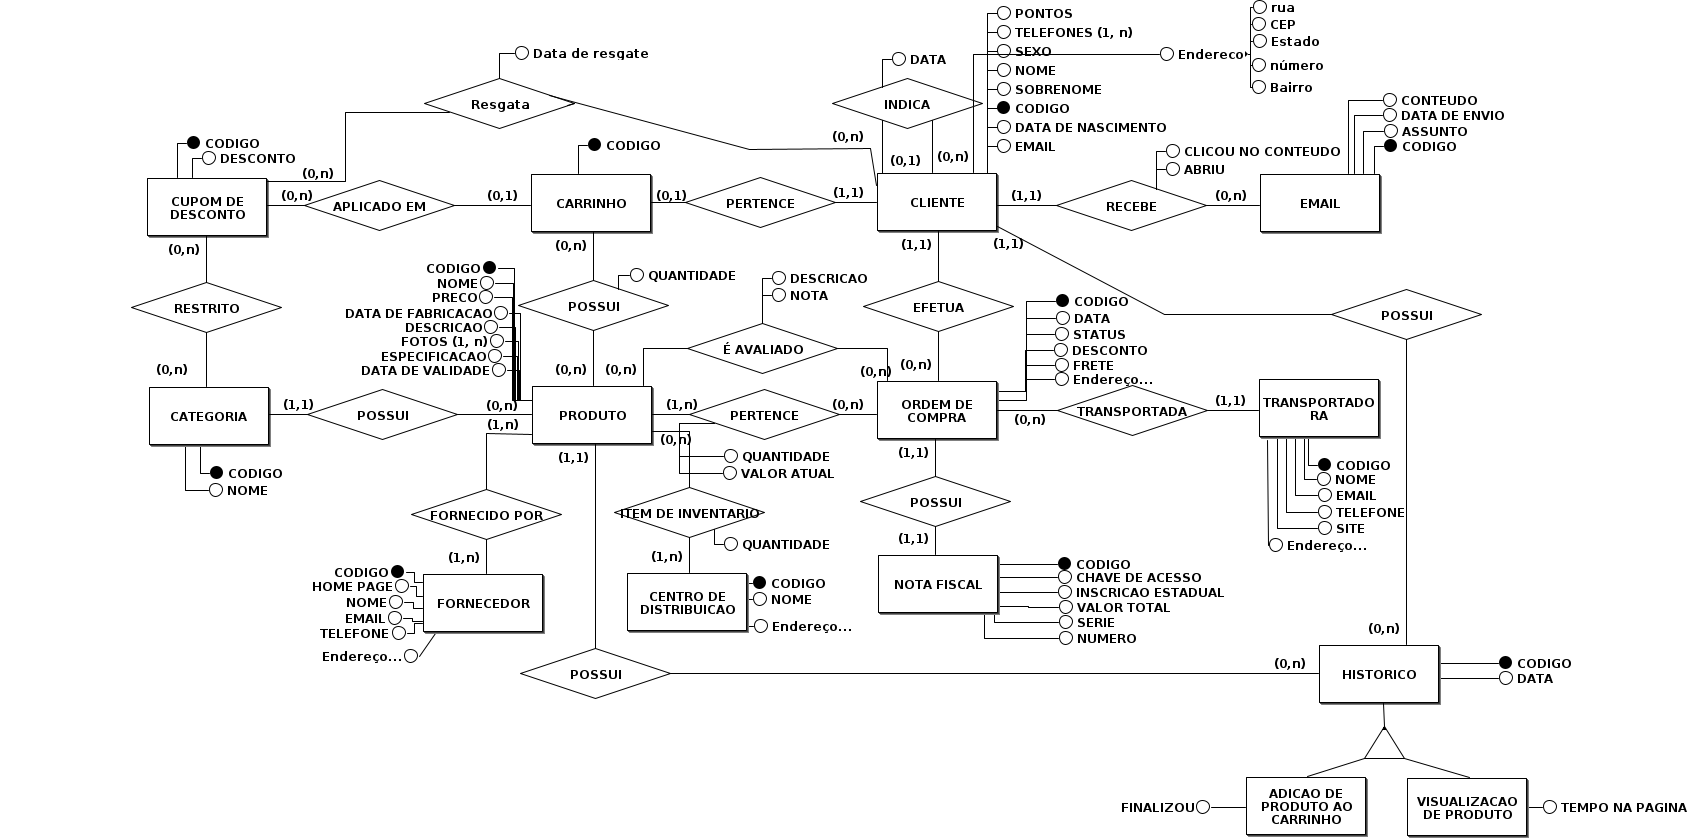 PONTOS
TELEFONES (1, n)
SEXO
NOME
SOBRENOME
CODIGO
DATA DE NASCIMENTO
EMAIL
Endereço
rua
CEP
Estado
número
Bairro
Data de resgate
Resgata
DATA
INDICA
(0,n)
(0,1)
(0,n)
CONTEUDO
DATA DE ENVIO
ASSUNTO
CODIGO
CLICOU NO CONTEUDO
ABRIU
CODIGO
DESCONTO
(0,n)
CODIGO
CUPOM DE
DESCONTO
(0,n)
APLICADO EM
(0,1)
CARRINHO
(0,1)
PERTENCE
(1,1)
CLIENTE
(1,1)
RECEBE
(0,n)
EMAIL
(0,n)
(0,n)
(1,1)
(1,1)
RESTRITO
CODIGO
NOME
PRECO
DATA DE FABRICACAO
DESCRICAO
FOTOS (1, n)
ESPECIFICACAO
DATA DE VALIDADE
QUANTIDADE
POSSUI
DESCRICAO
NOTA
É AVALIADO
EFETUA
CODIGO
DATA
STATUS
DESCONTO
FRETE
Endereço...
POSSUI
(0,n)
(0,n)
(0,n)
(0,n)
(0,n)
CATEGORIA
(1,1)
POSSUI
(0,n)
PRODUTO
(1,n)
PERTENCE
(0,n)
ORDEM DE
COMPRA
(0,n)
TRANSPORTADA
(1,1)
TRANSPORTADO
RA
(1,n)
(0,n)
(1,1)
(1,1)
QUANTIDADE
VALOR ATUAL
CODIGO
NOME
CODIGO
NOME
EMAIL
TELEFONE
SITE
Endereço...
FORNECIDO POR
ITEM DE INVENTARIO
QUANTIDADE
POSSUI
(1,n)
(1,n)
(1,1)
CODIGO
HOME PAGE
NOME
EMAIL
TELEFONE
Endereço...
FORNECEDOR
CENTRO DE
DISTRIBUICAO
CODIGO
NOME
Endereço...
NOTA FISCAL
CODIGO
CHAVE DE ACESSO
INSCRICAO ESTADUAL
VALOR TOTAL
SERIE
NUMERO
(0,n)
POSSUI
(0,n)
HISTORICO
CODIGO
DATA
FINALIZOU
ADICAO DE
PRODUTO AO
CARRINHO
VISUALIZACAO
DE PRODUTO
TEMPO NA PAGINA